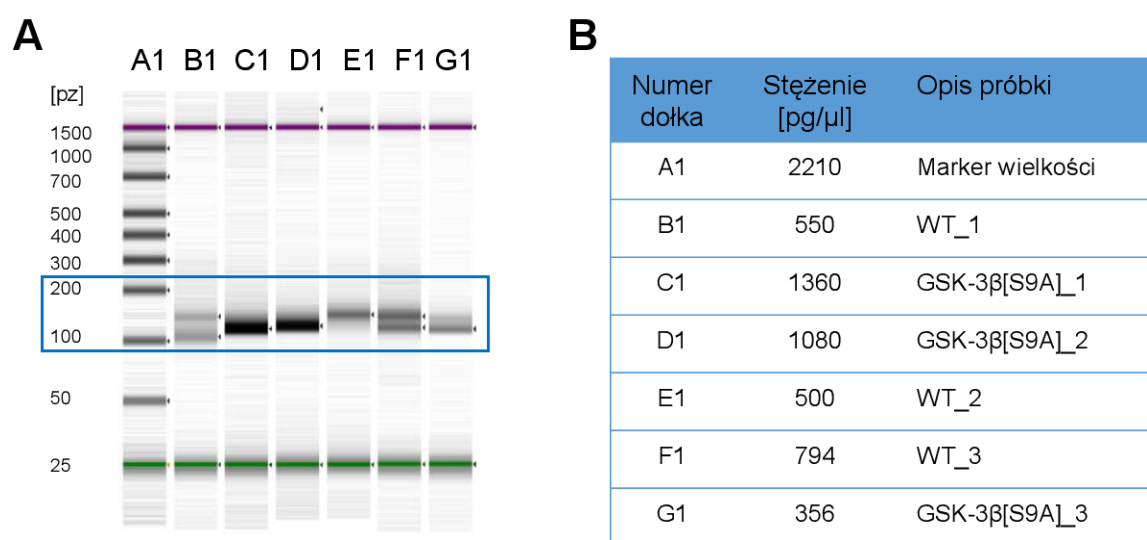 A
A1 B1 C1 D1 E1 F1 G1
[pz]
1500
1000
700
500
400
300
200
100
50
25
B
Numer dołka Stężenie [pg/µl] Opis próbki
A1 2210 Marker wielkości
B1 550 WT_1
C1 1360 GSK-3β[S9A]_1
D1 1080 GSK-3β[S9A]_2
E1 500 WT_2
F1 794 WT_3
G1 356 GSK-3β[S9A]_3